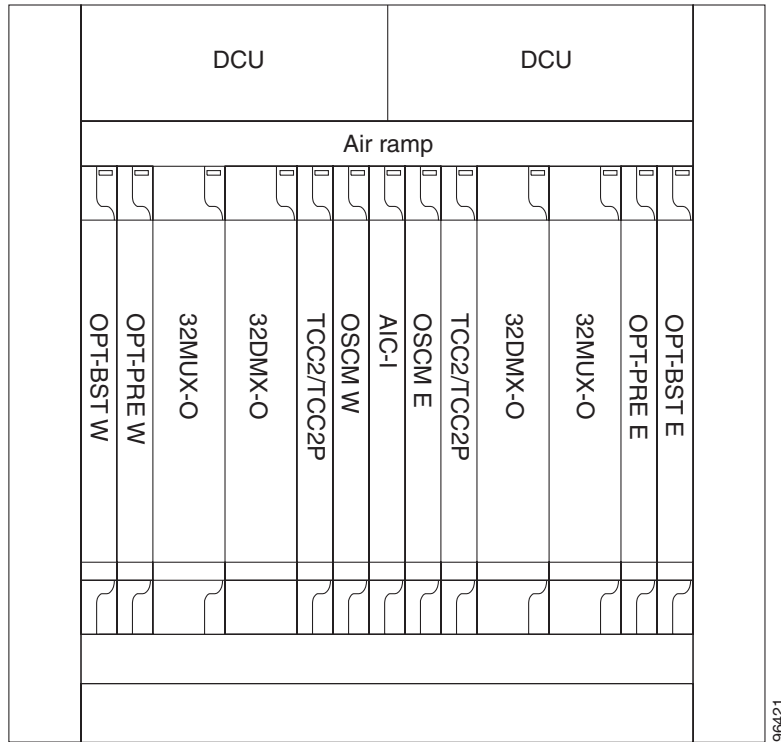 DCU
DCU
Air ramp
OPT-BST W
OPT-PRE W
32MUX-O
32DMX-O
TCC2/TCC2P
OSCM W
AIC-I
OSCM E
TCC2/TCC2P
32DMX-O
32MUX-O
OPT-PRE E
OPT-BST E
96421